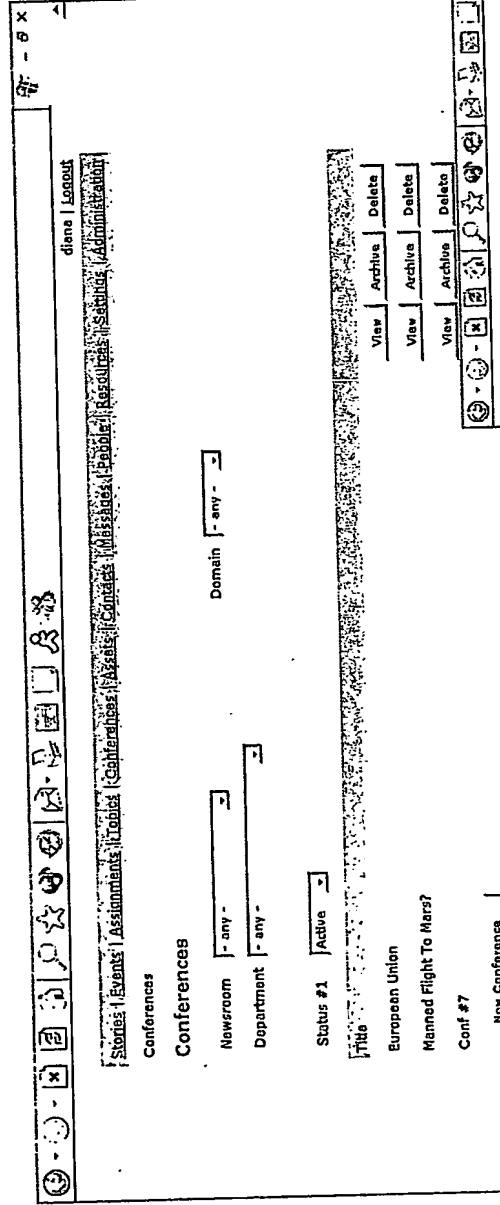 diana | Logout
Stories | Events | Assignments | Topics | Conferences | Assets | Contacts | Messages | People | Resources | Settings | Administration
Conferences
Conferences
Newsroom - any - Domain - any -
Department - any -
Status #1 Active
Title
European Union View Archive Delete
Manned Flight To Mars? View Archive Delete
Conf #7 View Archive Delete
New Conference